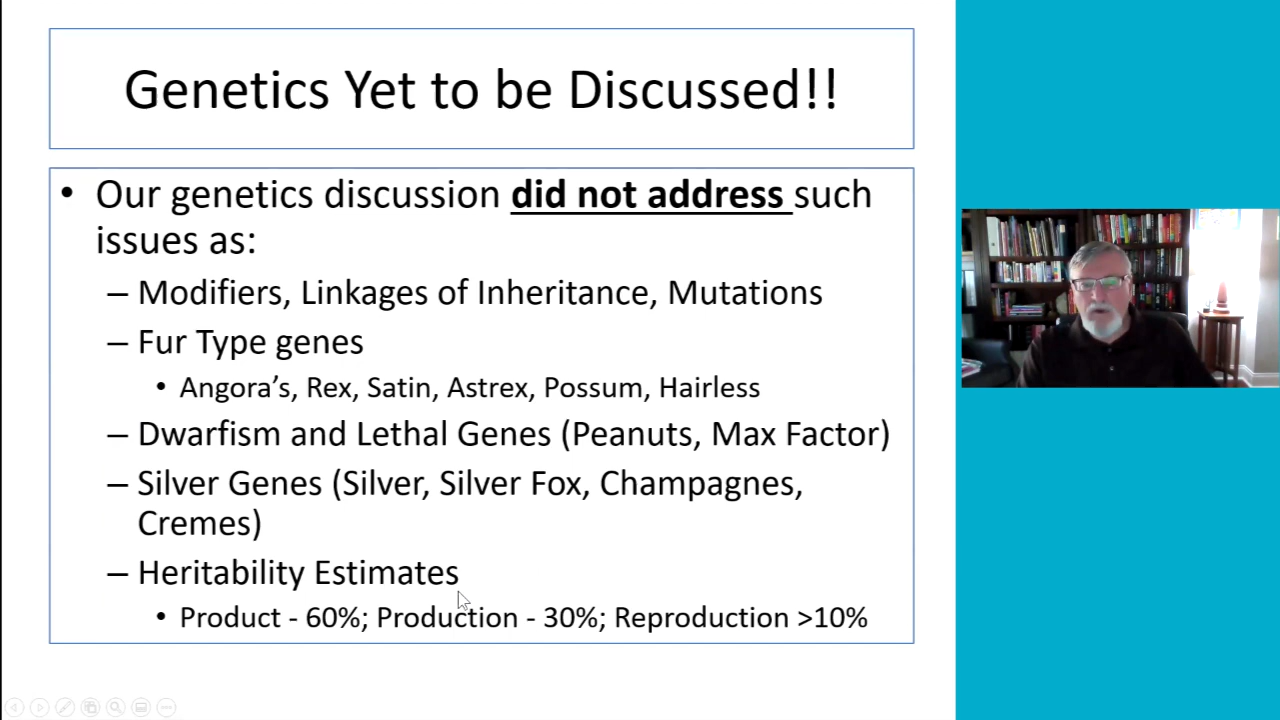 Genetics Yet to be Discussed!!
• Our genetics discussion did not address such
issues as:
– Modifiers, Linkages of Inheritance, Mutations
– Fur Type genes
• Angora’s, Rex, Satin, Astrex, Possum, Hairless
– Dwarfism and Lethal Genes (Peanuts, Max Factor)
– Silver Genes (Silver, Silver Fox, Champagnes,
Cremes)
– Heritability Estimates
• Product - 60%; Production - 30%; Reproduction >10%